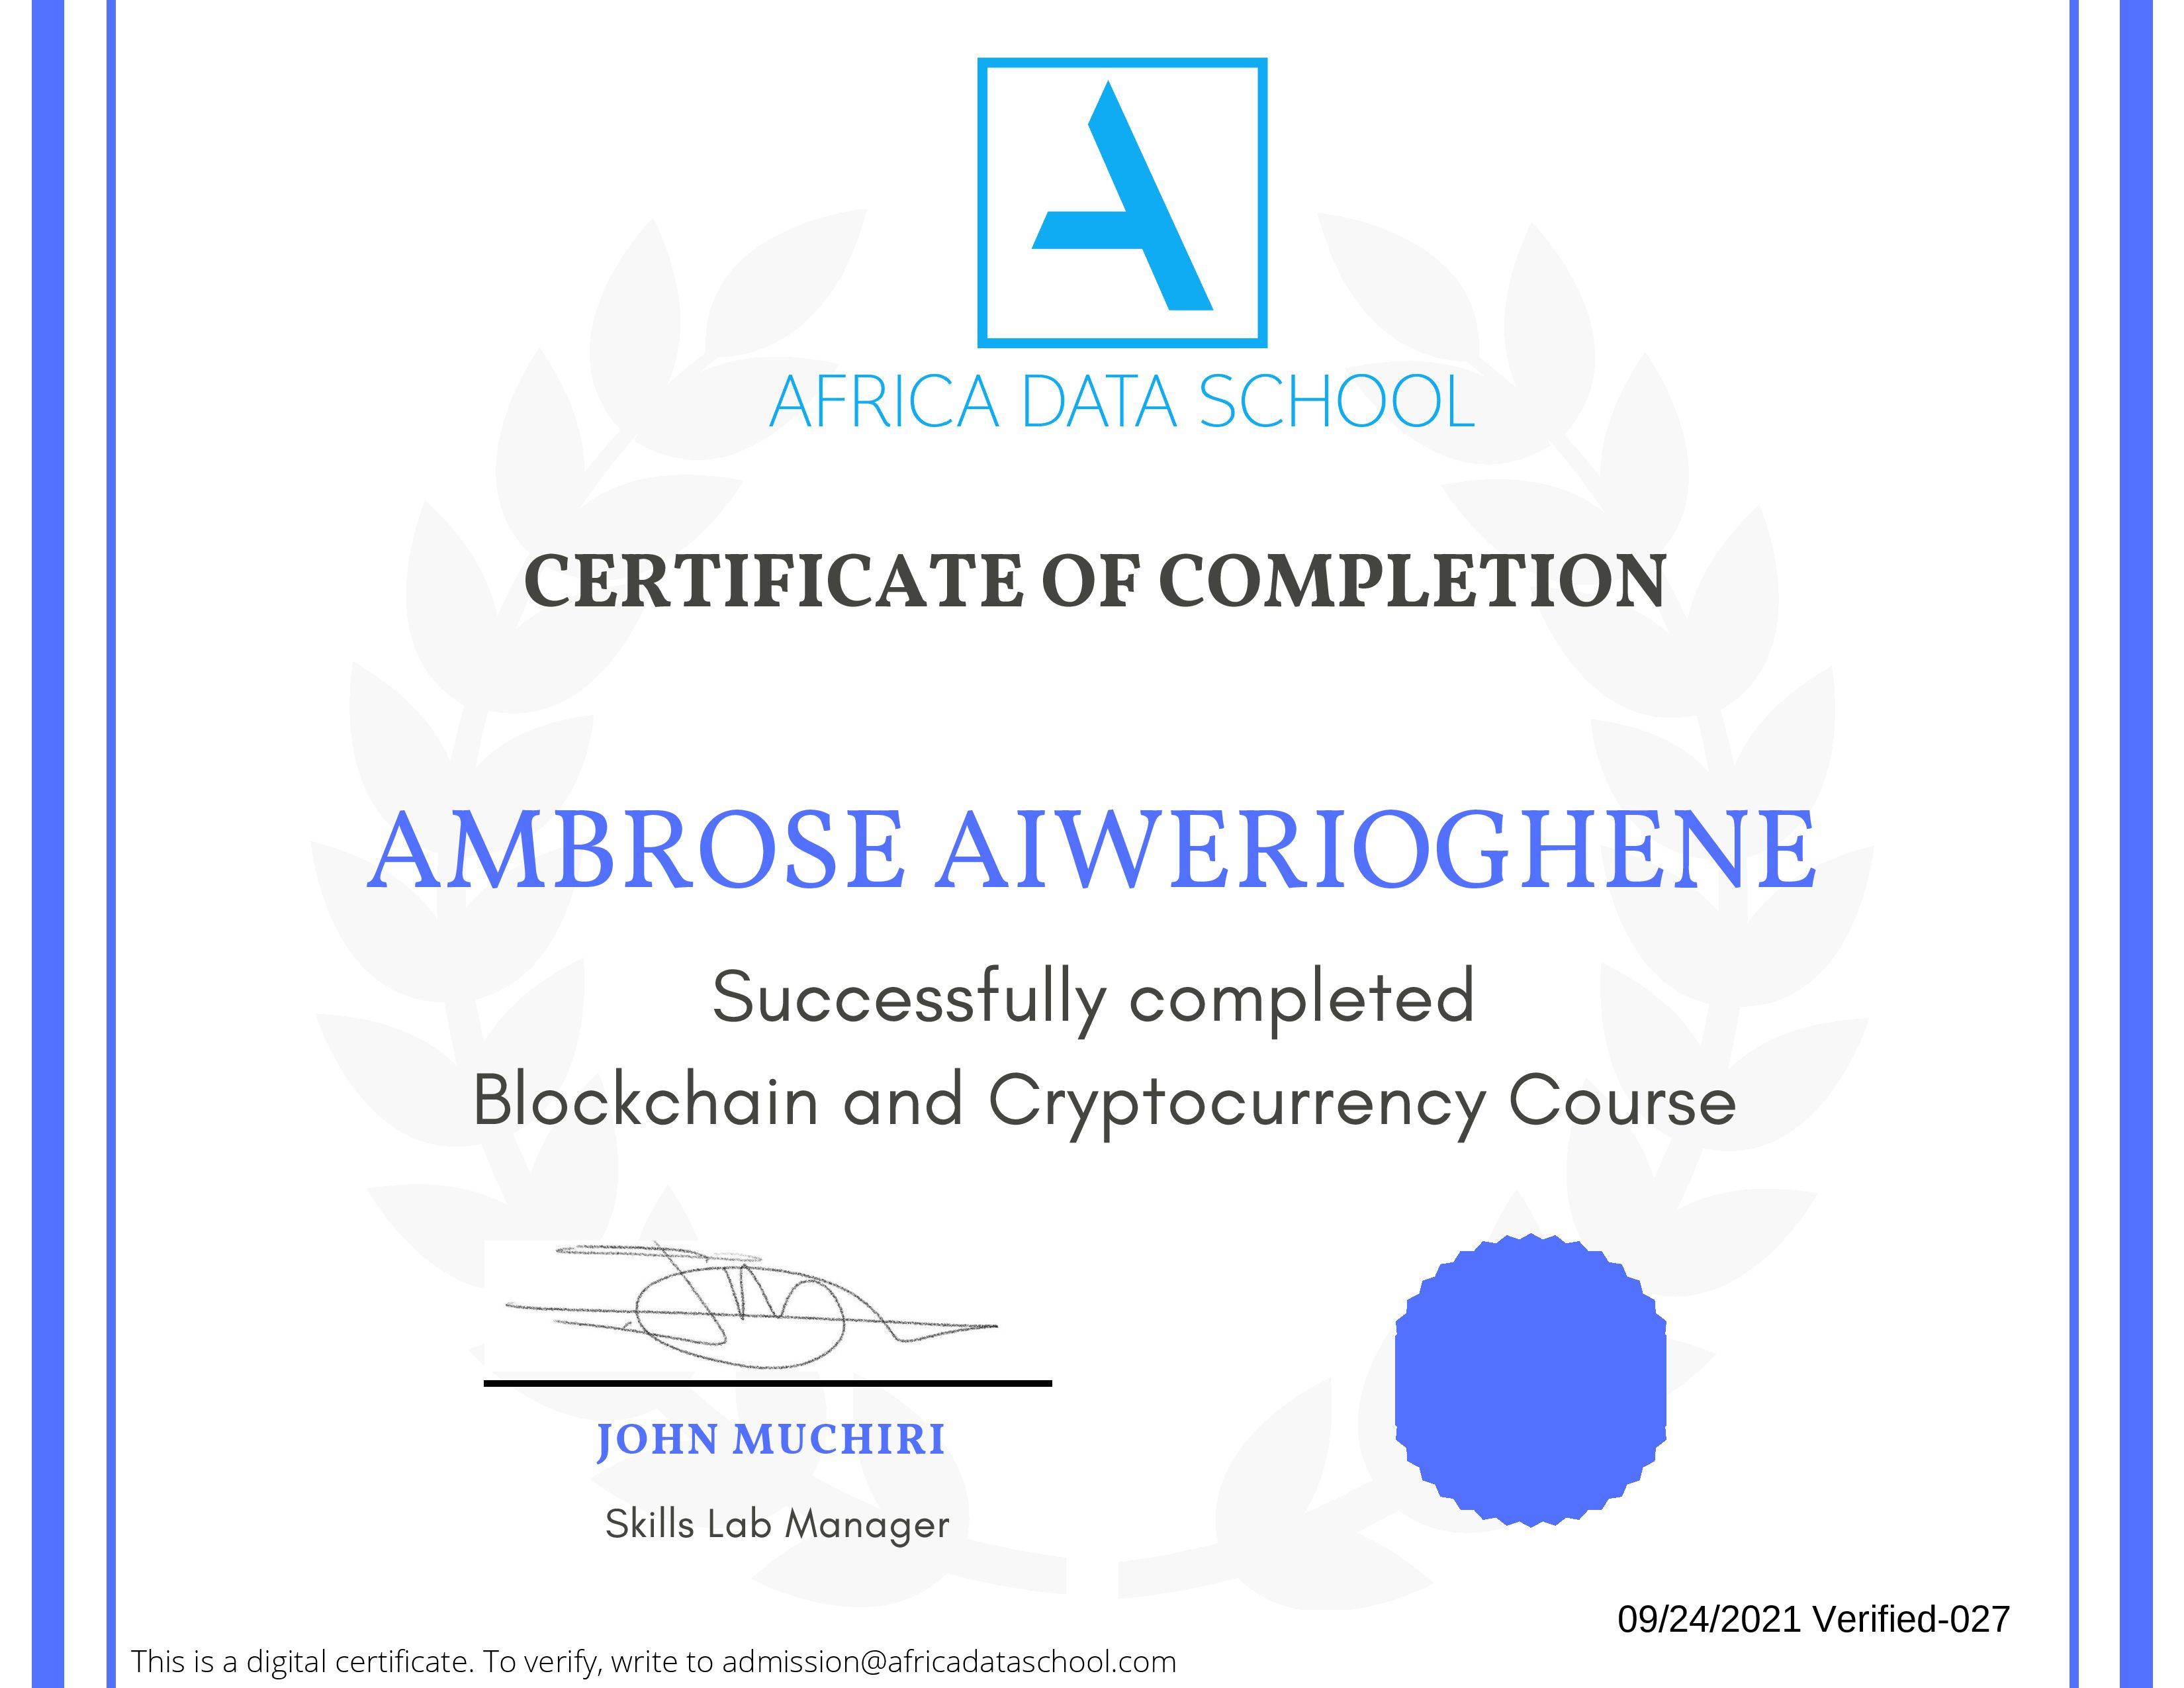 AFRICA DATA SCHOOL
CERTIFICATE OF COMPLETION
AMBROSE AIWERIOGHENE
Successfully completed
Blockchain and Cryptocurrency Course
JOHN MUCHIRI
Skills Lab Manager
09/24/2021 Verified-027
This is a digital certificate. To verify, write to admission@africadataschool.com